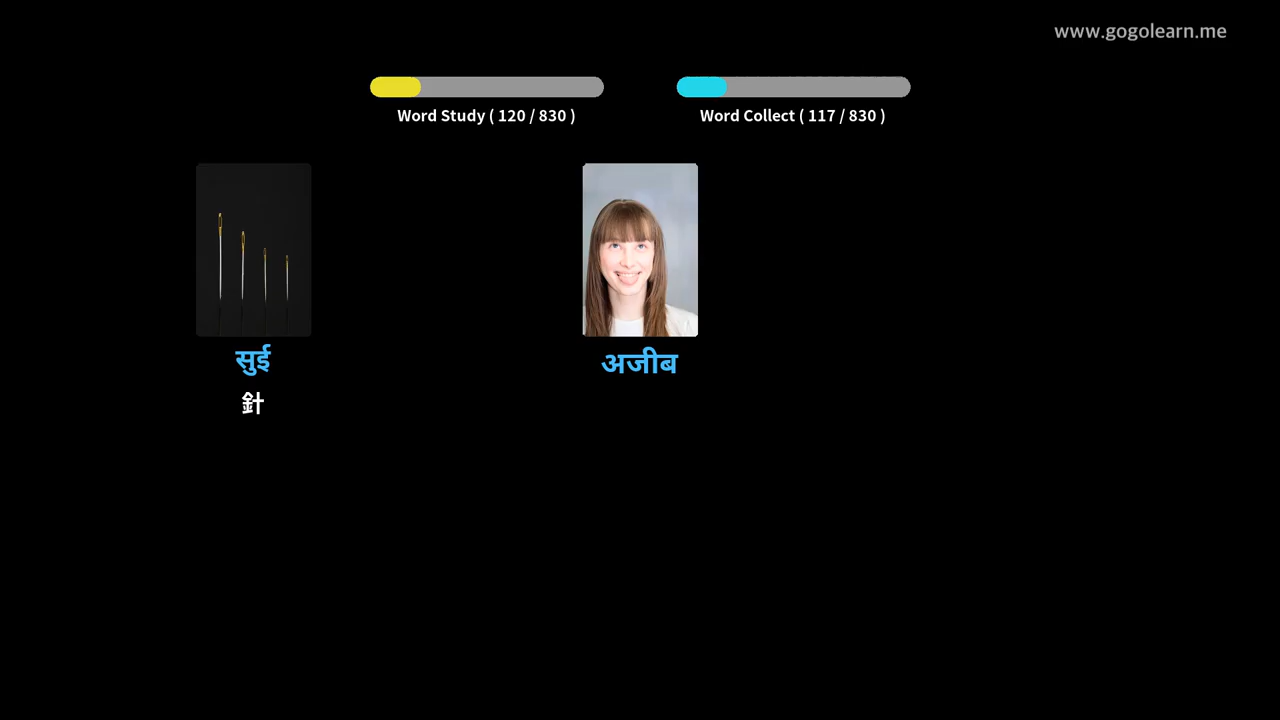 www.gogolearn.me
Word Study ( 120 / 830 )
Word Collect ( 117 / 830 )
सुई
針
अजीब